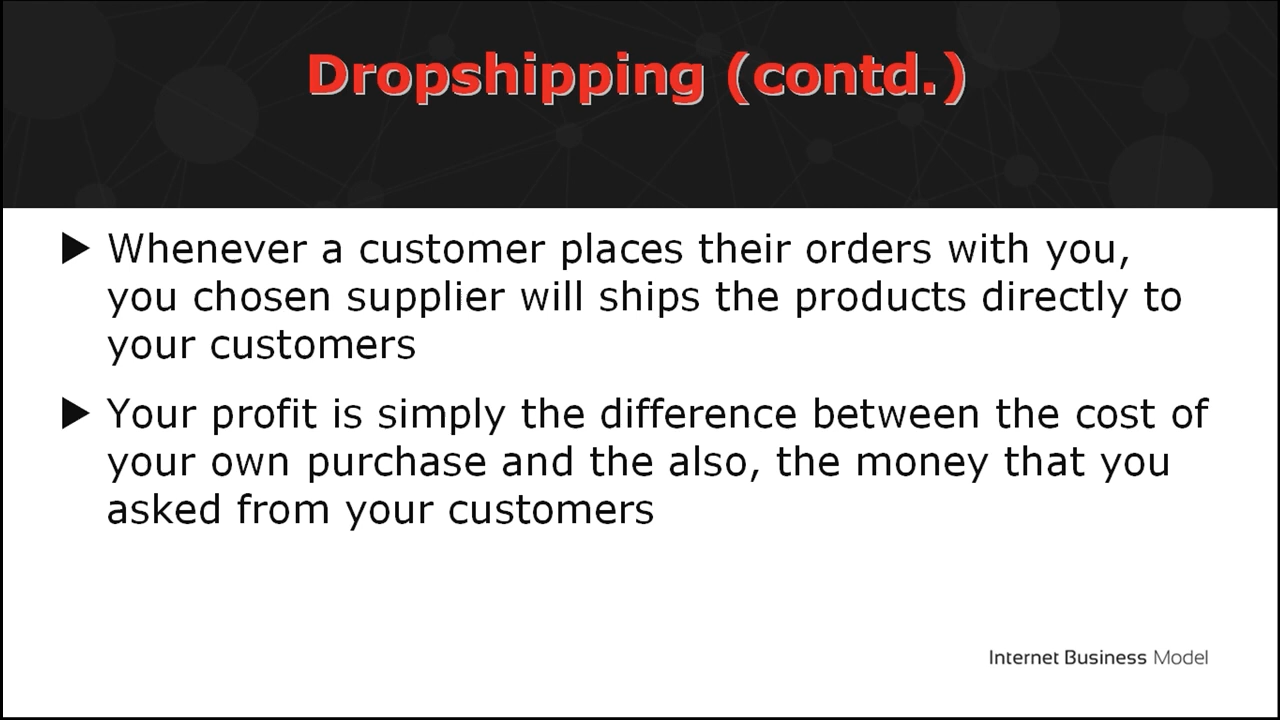 Dropshipping (contd.)
Whenever a customer places their orders with you,
you chosen supplier will ships the products directly to
your customers
Your profit is simply the difference between the cost of
your own purchase and the also, the money that you
asked from your customers
Internet Business Model